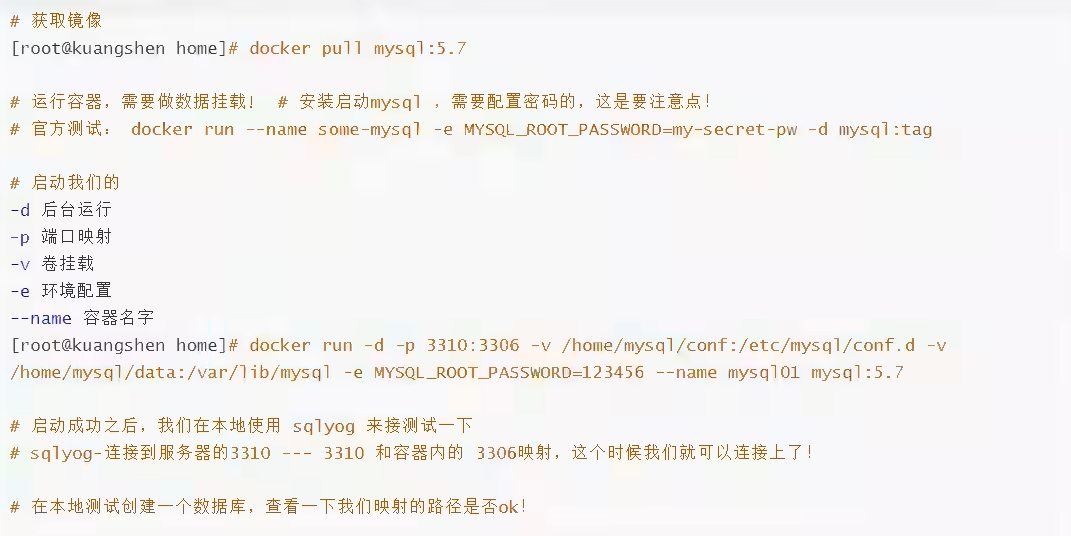 # 获取镜像
[root@kuangshen home]# docker pull mysql:5.7
# 运行容器，需要做数据挂载！ # 安装启动mysql ，需要配置密码的，这是要注意点！
# 官方测试： docker run --name some-mysql -e MYSQL_ROOT_PASSWORD=my-secret-pw -d mysql:tag
# 启动我们的
-d 后台运行
-p 端口映射
-v 卷挂载
-e 环境配置
--name 容器名字
[root@kuangshen home]# docker run -d -p 3310:3306 -v /home/mysql/conf:/etc/mysql/conf.d -v
/home/mysql/data:/var/lib/mysql -e MYSQL_ROOT_PASSWORD=123456 --name mysql01 mysql:5.7
# 启动成功之后，我们在本地使用 sqlyog 来接测试一下
# sqlyog-连接到服务器的3310 --- 3310 和容器内的 3306映射，这个时候我们就可以连接上了！
# 在本地测试创建一个数据库，查看一下我们映射的路径是否ok！